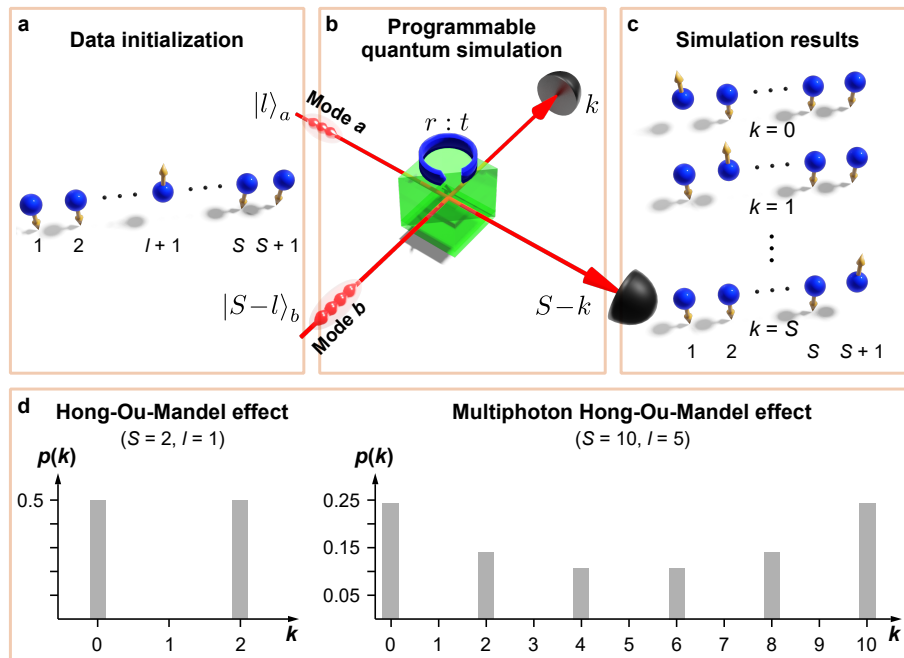 a
Data initialization
1 2 l + 1 S S + 1
b
Programmable
quantum simulation
|l⟩a
Mode a
r : t
k
|S−l⟩b
Mode b
S−k
c
Simulation results
k = 0
k = 1
k = S
1 2 S S + 1
d
Hong-Ou-Mandel effect
(S = 2, l = 1)
p(k)
0.5
0 1 2 k
Multiphoton Hong-Ou-Mandel effect
(S = 10, l = 5)
p(k)
0.25
0.15
0.05
0 1 2 3 4 5 6 7 8 9 10 k